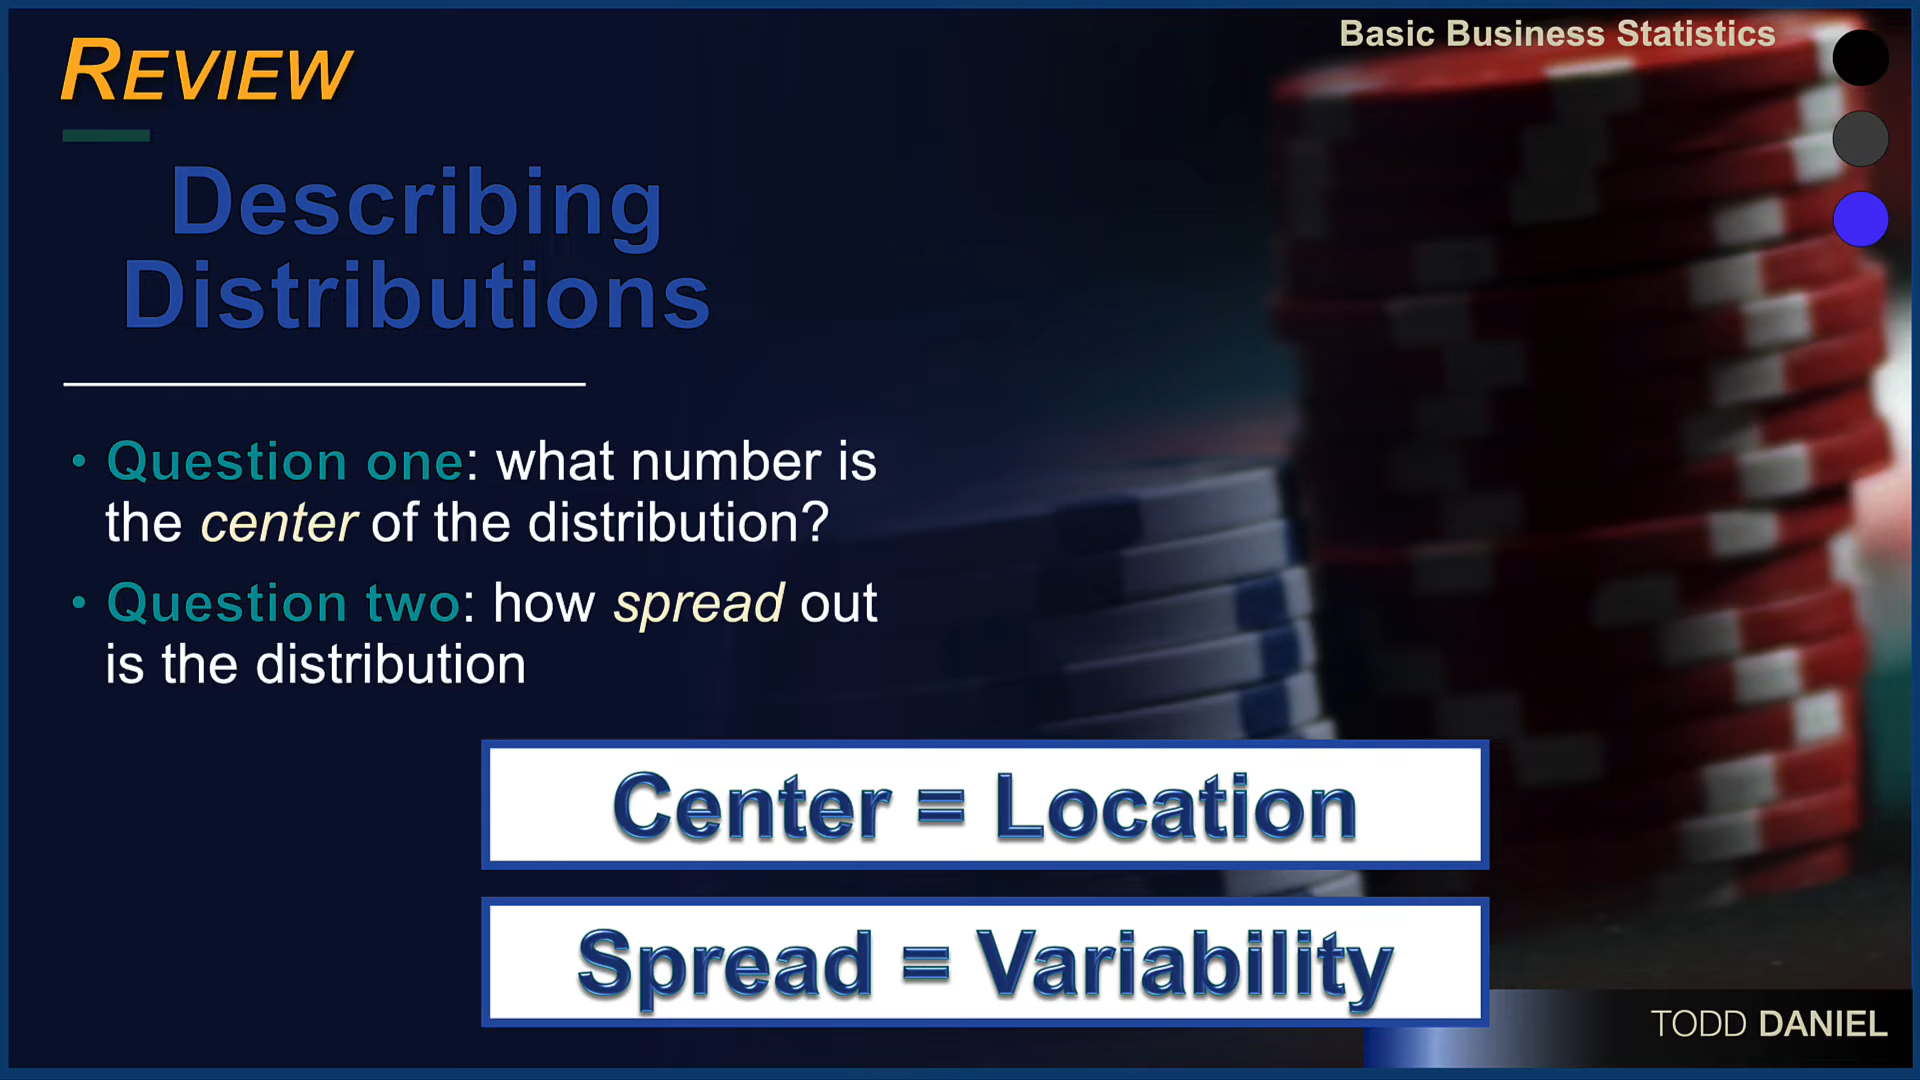 Basic Business Statistics
REVIEW
Describing
Distributions
• Question one: what number is
the center of the distribution?
• Question two: how spread out
is the distribution
Center = Location
Spread = Variability
TODD DANIEL